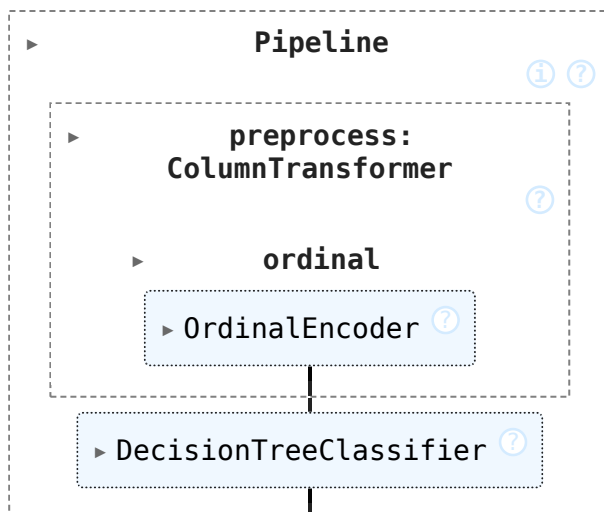 ▸ Pipeline
i ?
▸ preprocess:
ColumnTransformer
?
▸ ordinal
▸ OrdinalEncoder ?
▸ DecisionTreeClassifier ?